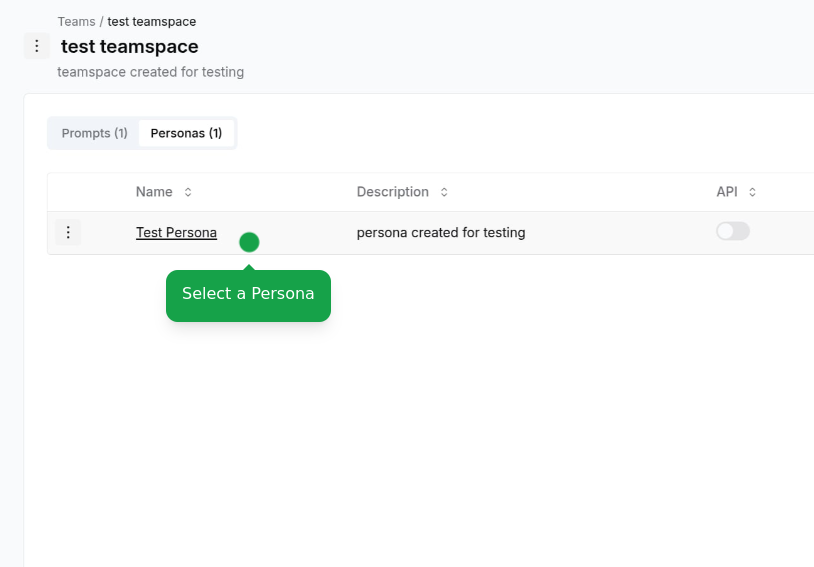 Teams / test teamspace
test teamspace
teamspace created for testing
Prompts (1) Personas (1)
Name Description API
Test Persona persona created for testing
Select a Persona